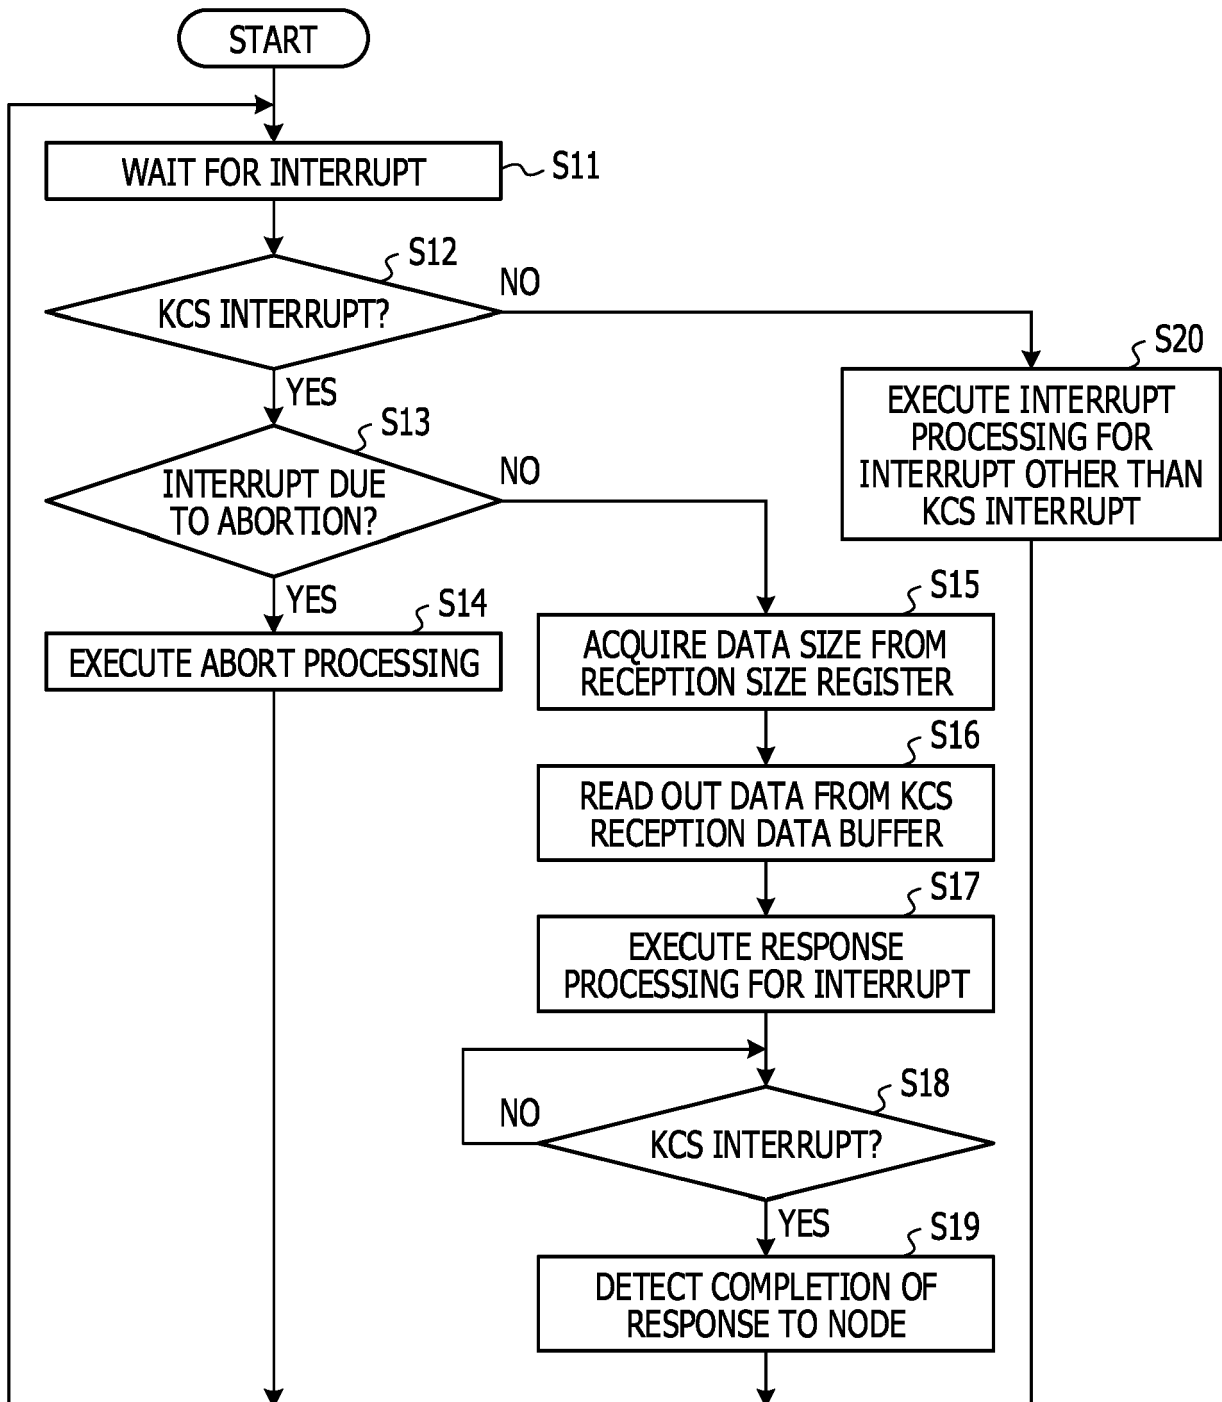 START
WAIT FOR INTERRUPT
S11
S12
KCS INTERRUPT?
NO
YES
S20
EXECUTE INTERRUPT
PROCESSING FOR
INTERRUPT OTHER THAN
KCS INTERRUPT
S13
INTERRUPT DUE
TO ABORTION?
NO
YES
S14
EXECUTE ABORT PROCESSING
S15
ACQUIRE DATA SIZE FROM
RECEPTION SIZE REGISTER
S16
READ OUT DATA FROM KCS
RECEPTION DATA BUFFER
S17
EXECUTE RESPONSE
PROCESSING FOR INTERRUPT
S18
NO
KCS INTERRUPT?
YES
S19
DETECT COMPLETION OF
RESPONSE TO NODE